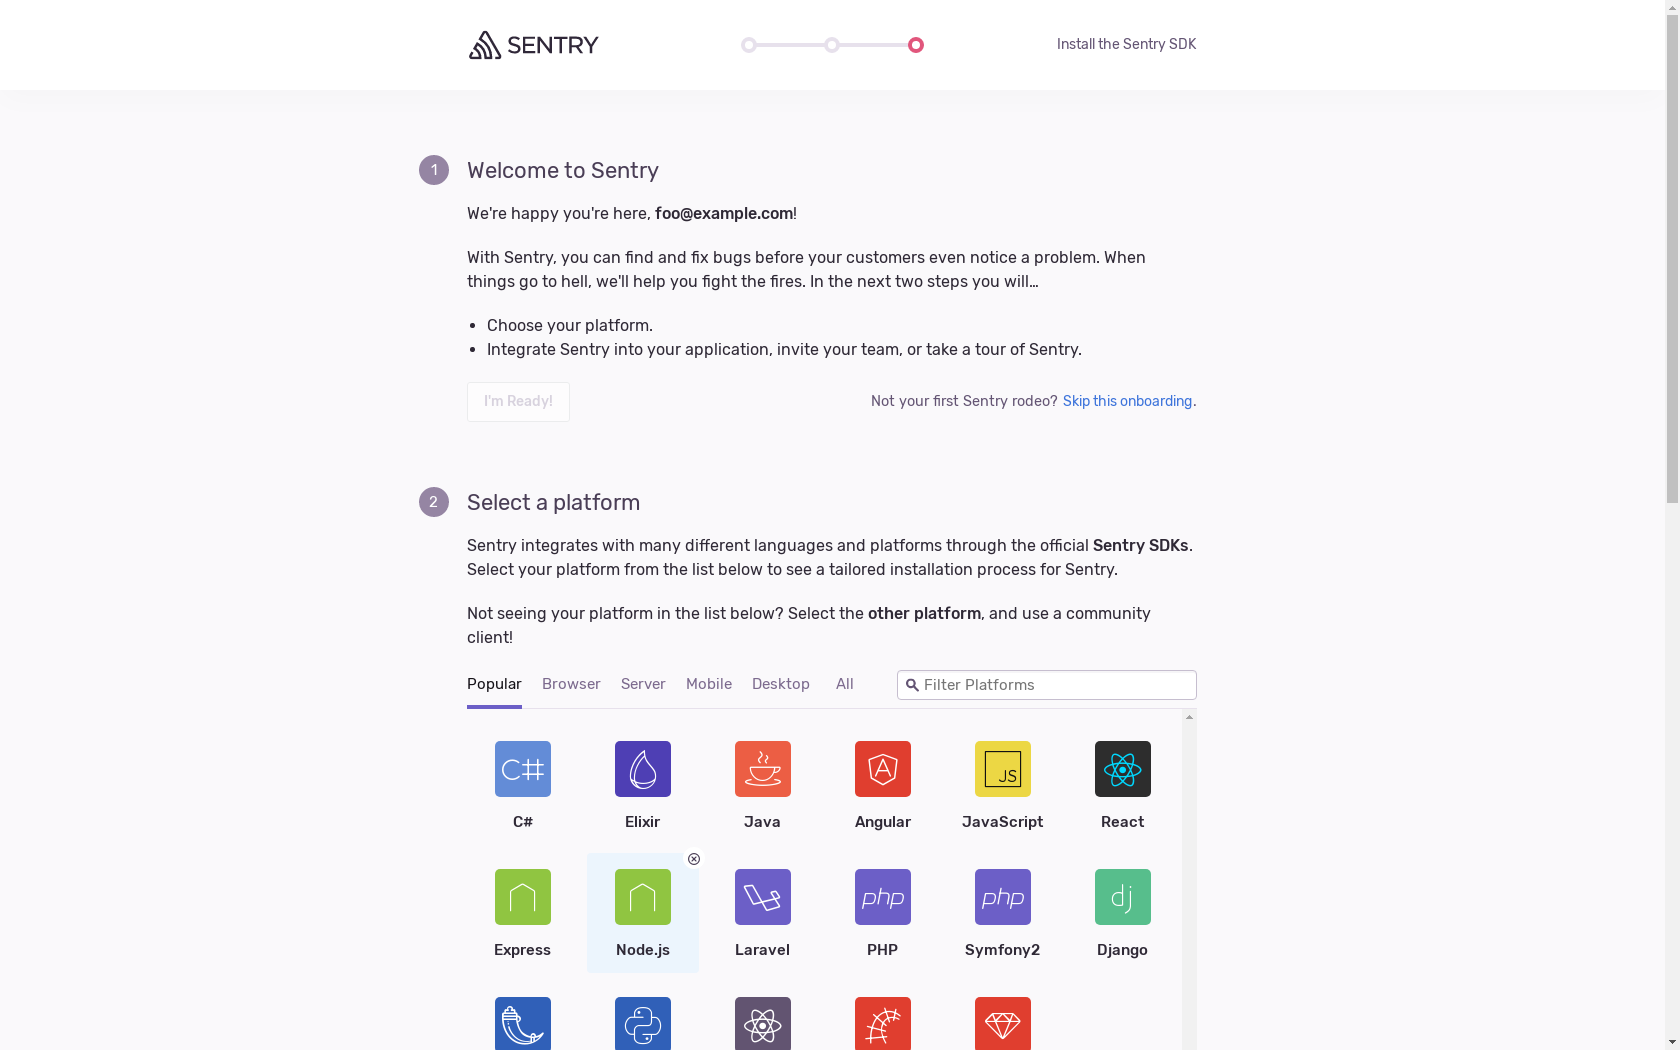 SENTRY
Install the Sentry SDK
1
Welcome to Sentry
We're happy you're here, foo@example.com!
With Sentry, you can find and fix bugs before your customers even notice a problem. When
things go to hell, we'll help you fight the fires. In the next two steps you will…
• Choose your platform.
• Integrate Sentry into your application, invite your team, or take a tour of Sentry.
I'm Ready!
Not your first Sentry rodeo? Skip this onboarding.
2
Select a platform
Sentry integrates with many different languages and platforms through the official Sentry SDKs.
Select your platform from the list below to see a tailored installation process for Sentry.
Not seeing your platform in the list below? Select the other platform, and use a community
client!
Popular Browser Server Mobile Desktop All Filter Platforms
C# JS
C# Elixir Java Angular JavaScript React
php php dj
Express Node.js Laravel PHP Symfony2 Django